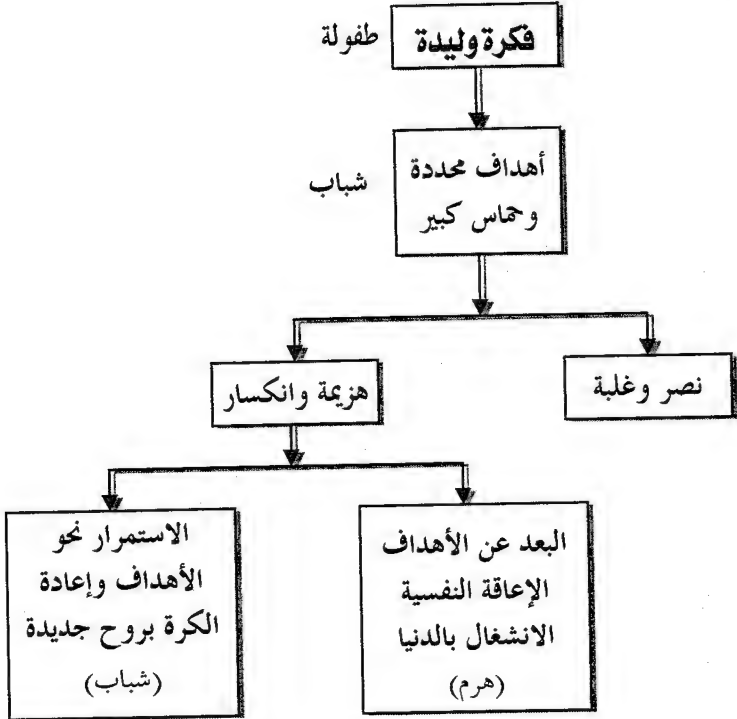 فكرة وليدة
طفولة
أهداف محددة
وحماس كبير
شباب
نصر وغلبة
هزيمة وانكسار
البعد عن الأهداف
الإعاقة النفسية
الانشغال بالدنيا
(هرم)
الاستمرار نحو
الأهداف وإعادة
الكرة بروح جديدة
(شباب)